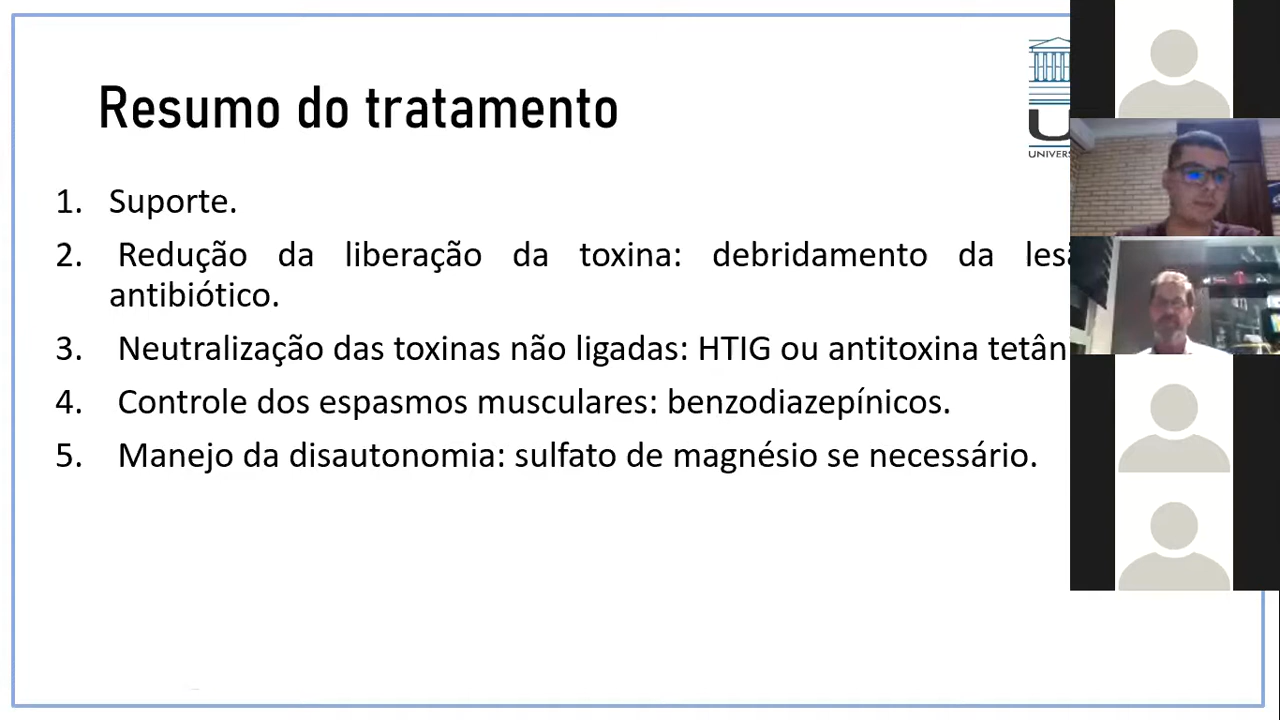 Resumo do tratamento
U
1. Suporte.
2. Redução da liberação da toxina: debridamento da
antibiótico.
3. Neutralização das toxinas não ligadas: HTIG ou antitoxina
4. Controle dos espasmos musculares: benzodiazepínicos.
5. Manejo da disautonomia: sulfato de magnésio se necessário.